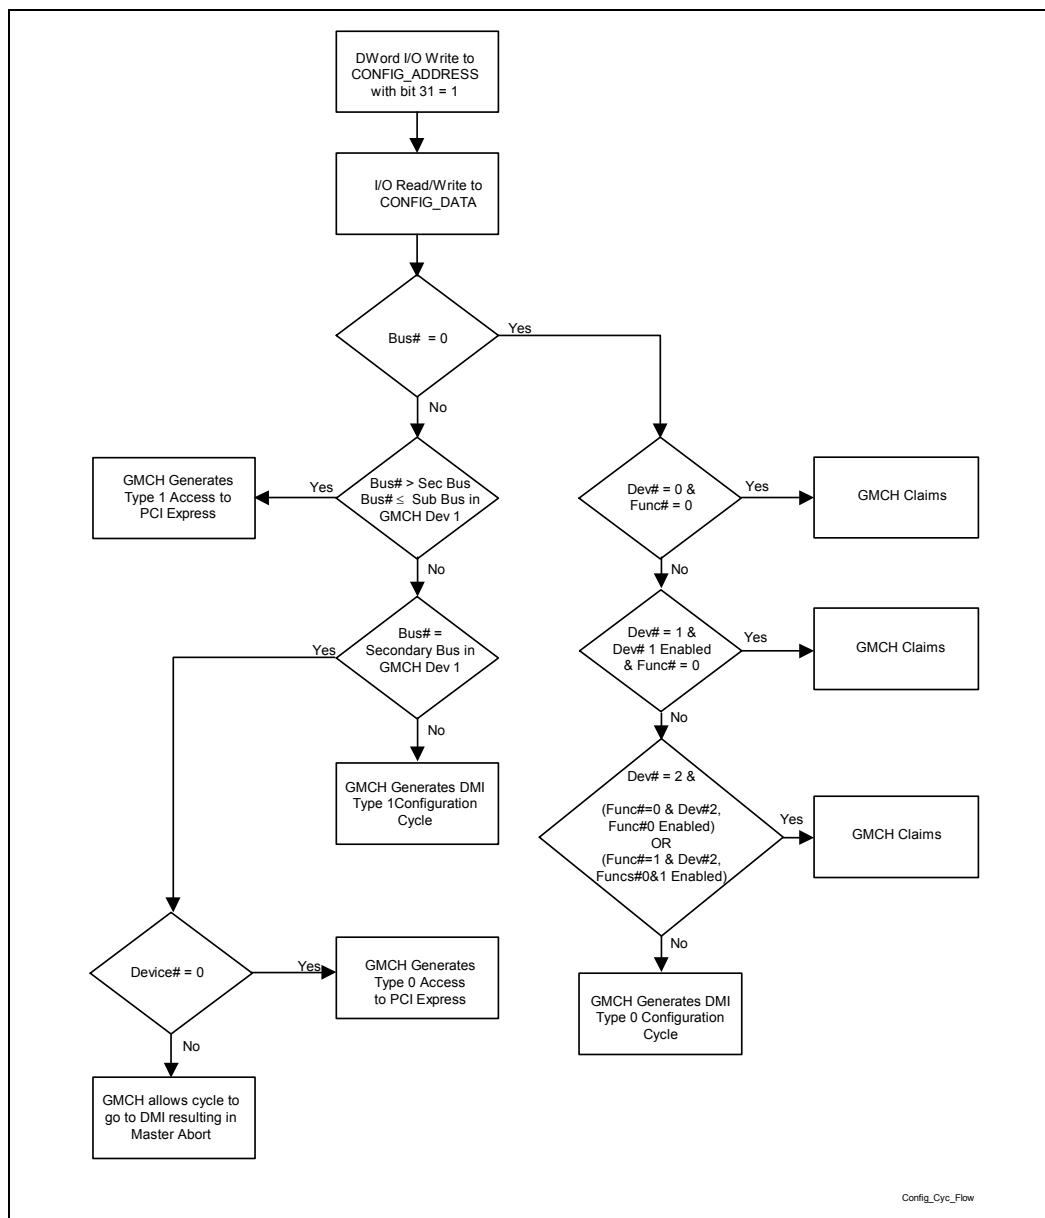 DWord I/O Write to
CONFIG_ADDRESS
with bit 31 = 1
I/O Read/Write to
CONFIG_DATA
Bus# = 0
Yes
No
Bus# > Sec Bus
Bus# ≤ Sub Bus in
GMCH Dev 1
Yes
GMCH Generates
Type 1 Access to
PCI Express
No
Dev# = 0 &
Func# = 0
Yes
GMCH Claims
No
Bus# =
Secondary Bus in
GMCH Dev 1
Yes
No
Dev# = 1 &
Dev# 1 Enabled
& Func# = 0
Yes
GMCH Claims
No
GMCH Generates DMI
Type 1Configuration
Cycle
Dev# = 2 &
(Func#=0 & Dev#2,
Func#0 Enabled)
OR
(Func#=1 & Dev#2,
Funcs#0&1 Enabled)
Yes
GMCH Claims
No
Device# = 0
Yes
GMCH Generates
Type 0 Access
to PCI Express
No
GMCH Generates DMI
Type 0 Configuration
Cycle
GMCH allows cycle to
go to DMI resulting in
Master Abort
Config_Cyc_Flow